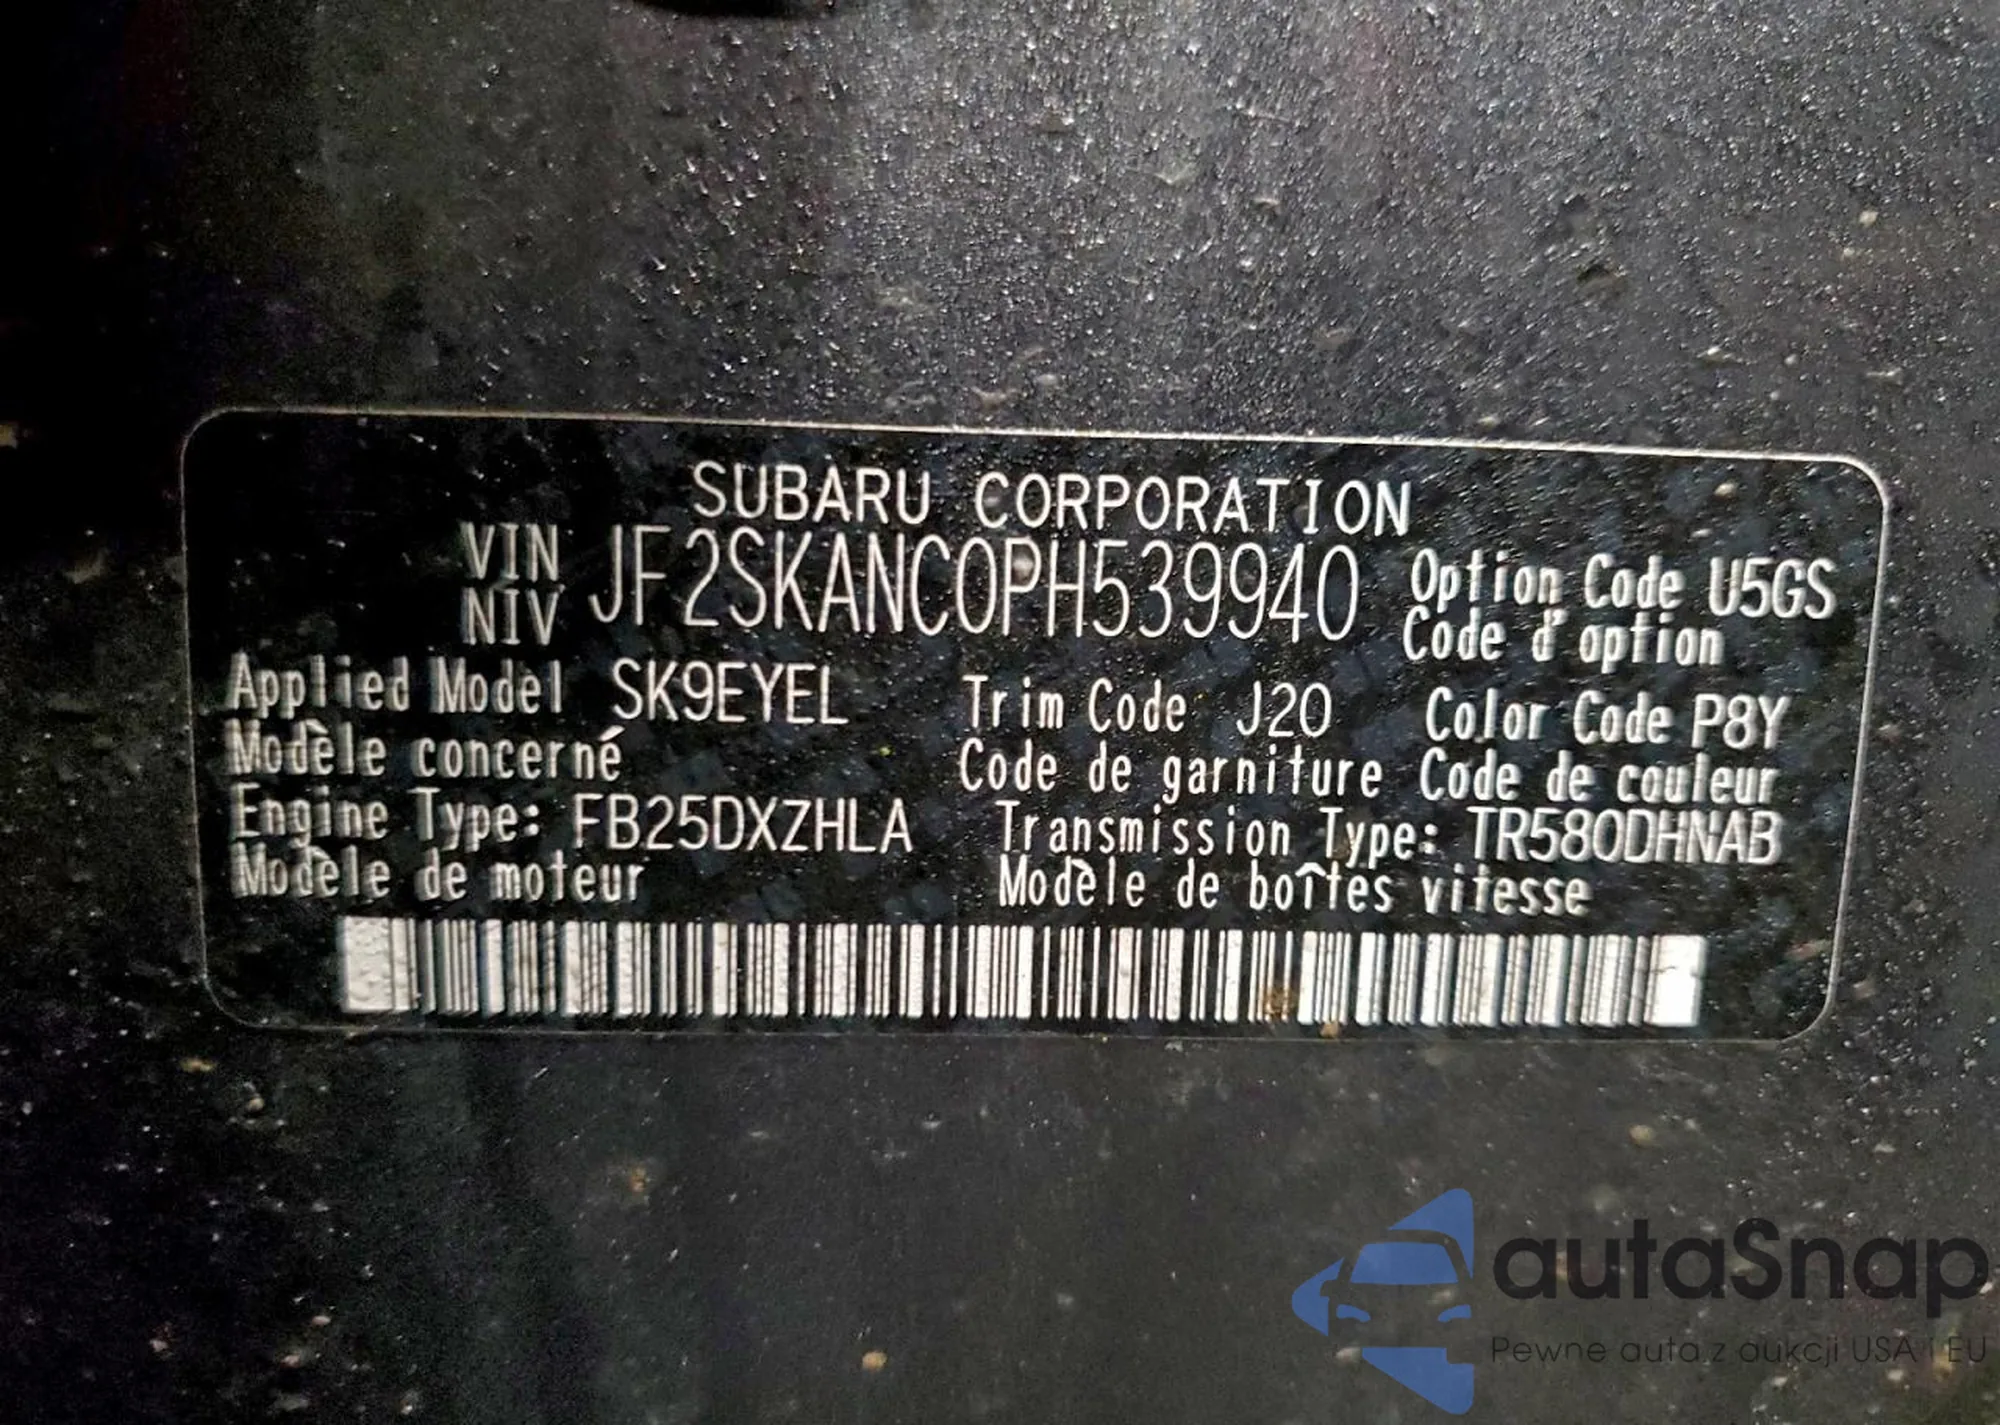 SUBARU CORPORATION
VIN JF2SKANC0PH539940 Option Code U5GS
NIV Code d'option
Applied Model SK9EYEL Trim Code J20 Color Code P8Y
Modèle concerné Code de garniture Code de couleur
Engine Type: FB25DXZHLA Transmission Type: TR580DHNAB
Modèle de moteur Modèle de boîtes vitesse
autaSnap
Pewne auta z aukcji USA i EU